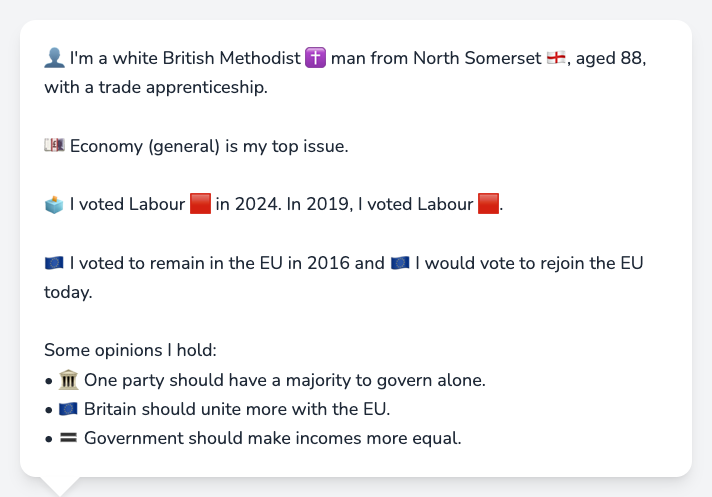 👤 I'm a white British Methodist ✝️ man from North Somerset 🏴󠁧󠁢󠁥󠁮󠁧󠁿, aged 88,
with a trade apprenticeship.
💷 Economy (general) is my top issue.
🗳️ I voted Labour 🟥 in 2024. In 2019, I voted Labour 🟥.
🇪🇺 I voted to remain in the EU in 2016 and 🇪🇺 I would vote to rejoin the EU
today.
Some opinions I hold:
• 🏛️ One party should have a majority to govern alone.
• 🇪🇺 Britain should unite more with the EU.
• 🟰 Government should make incomes more equal.